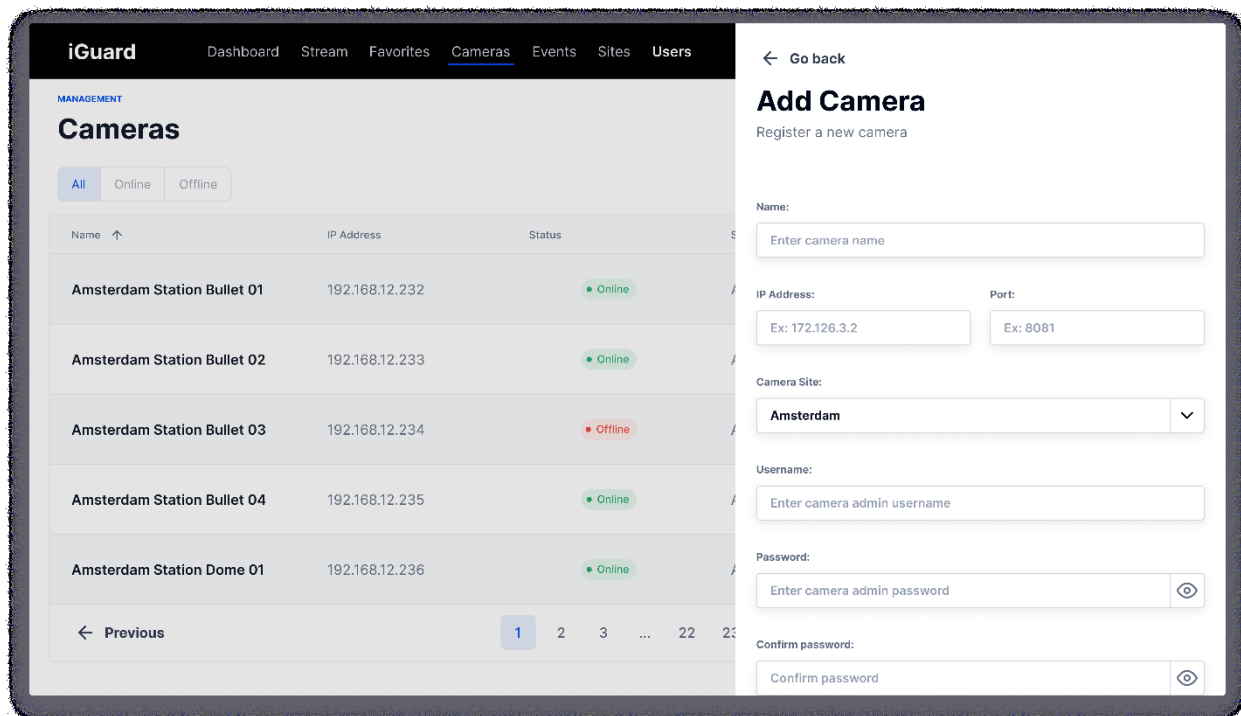 iGuard
Dashboard Stream Favorites Cameras Events Sites Users
MANAGEMENT
Cameras
All Online Offline
Name IP Address Status
Amsterdam Station Bullet 01 192.168.12.232 Online
Amsterdam Station Bullet 02 192.168.12.233 Online
Amsterdam Station Bullet 03 192.168.12.234 Offline
Amsterdam Station Bullet 04 192.168.12.235 Online
Amsterdam Station Dome 01 192.168.12.236 Online
Previous 1 2 3 ... 22
Go back
Add Camera
Register a new camera
Name:
Enter camera name
IP Address: Port:
Ex: 172.126.3.2 Ex: 8081
Camera Site:
Amsterdam
Username:
Enter camera admin username
Password:
Enter camera admin password
Confirm password:
Confirm password